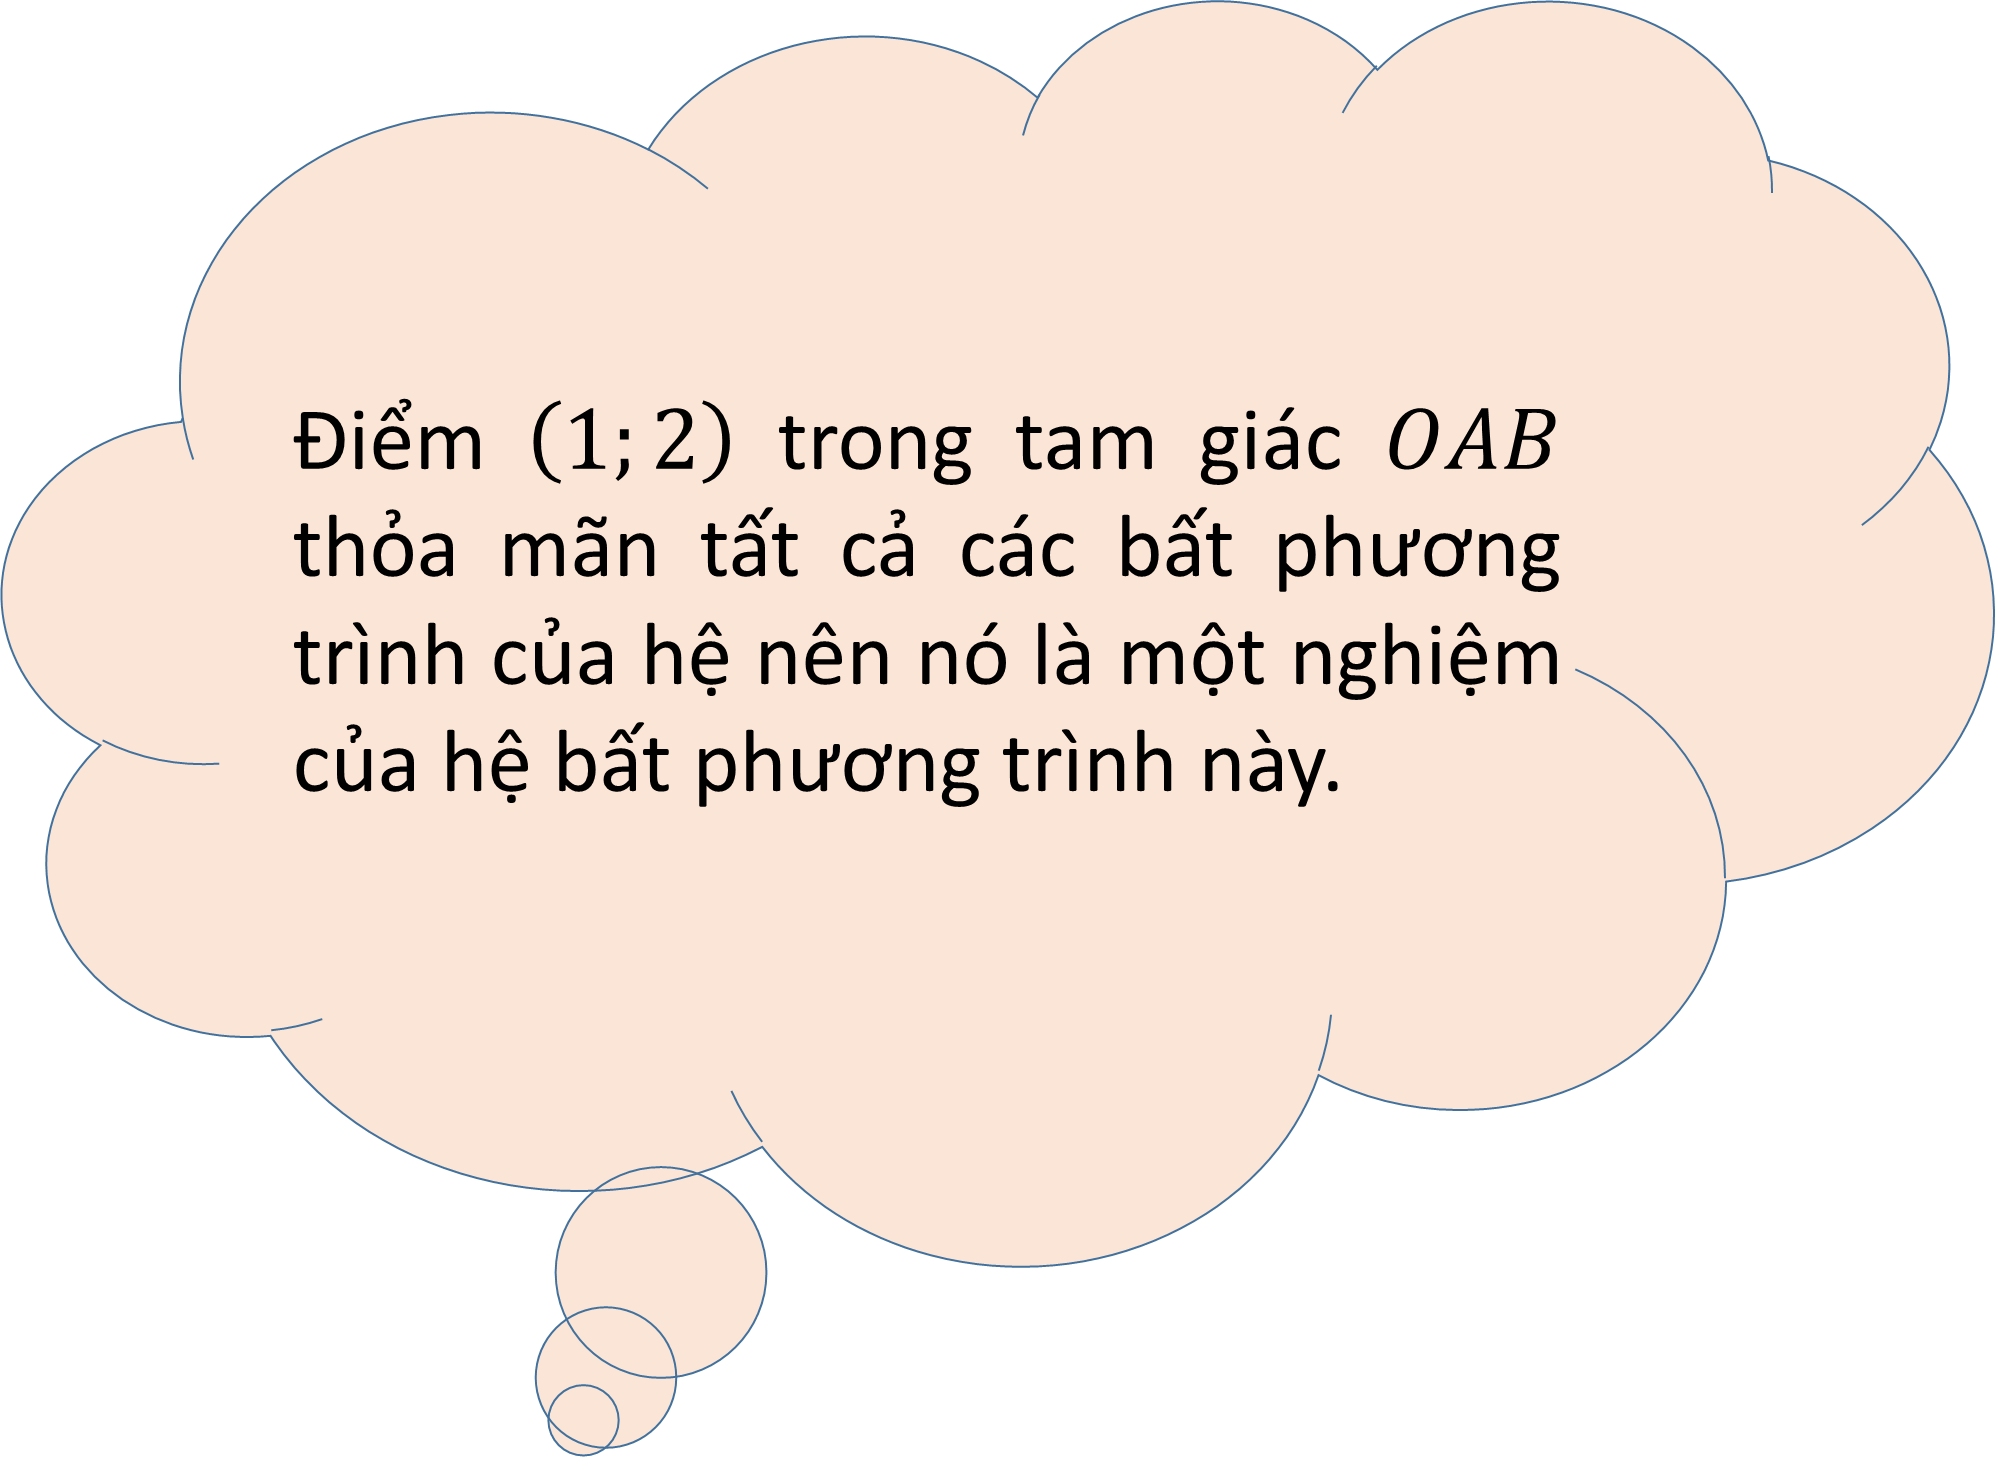 Điểm (1; 2) trong tam giác OAB
thỏa mãn tất cả các bất phương
trình của hệ nên nó là một nghiệm
của hệ bất phương trình này.